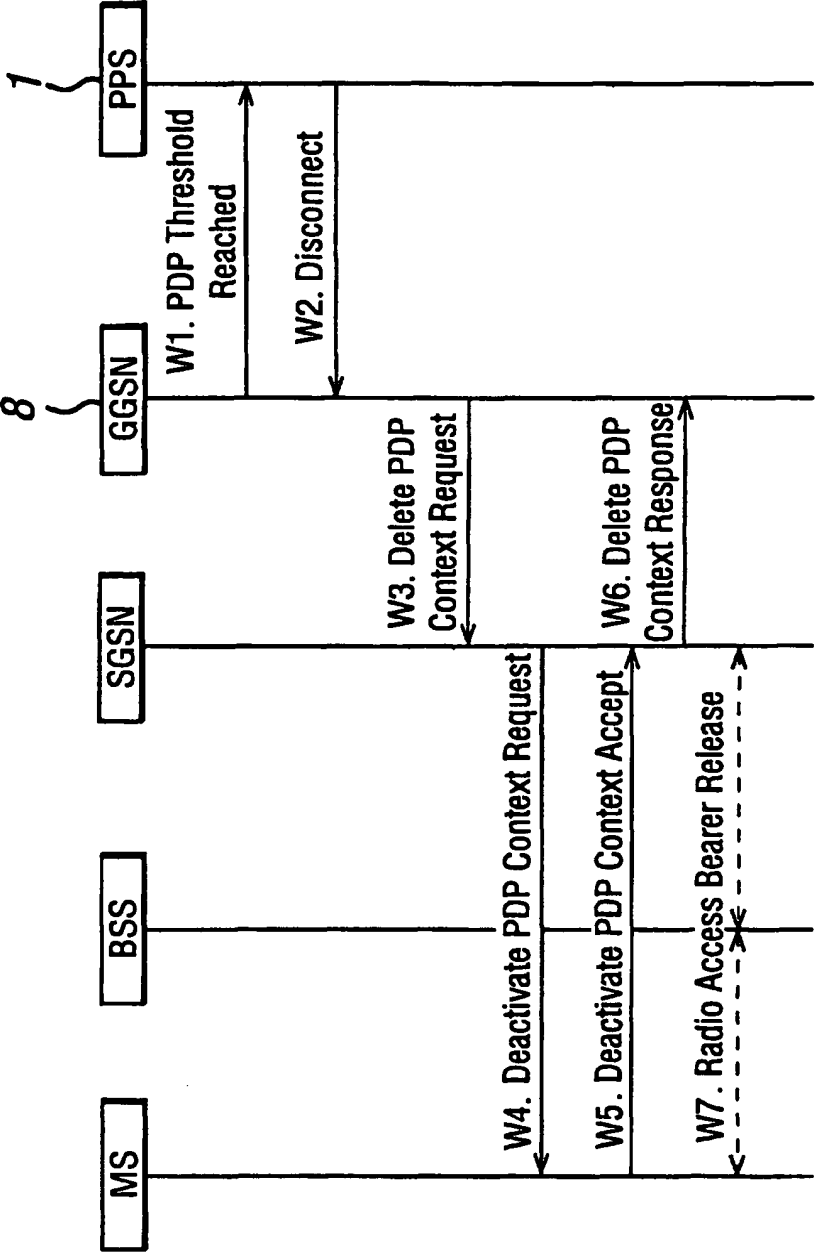 MS
BSS
SGSN
GGSN
PPS
8
1
W1. PDP Threshold
Reached
W2. Disconnect
W3. Delete PDP
Context Request
W4. Deactivate PDP Context Request
W5. Deactivate PDP Context Accept
W6. Delete PDP
Context Response
W7. Radio Access Bearer Release